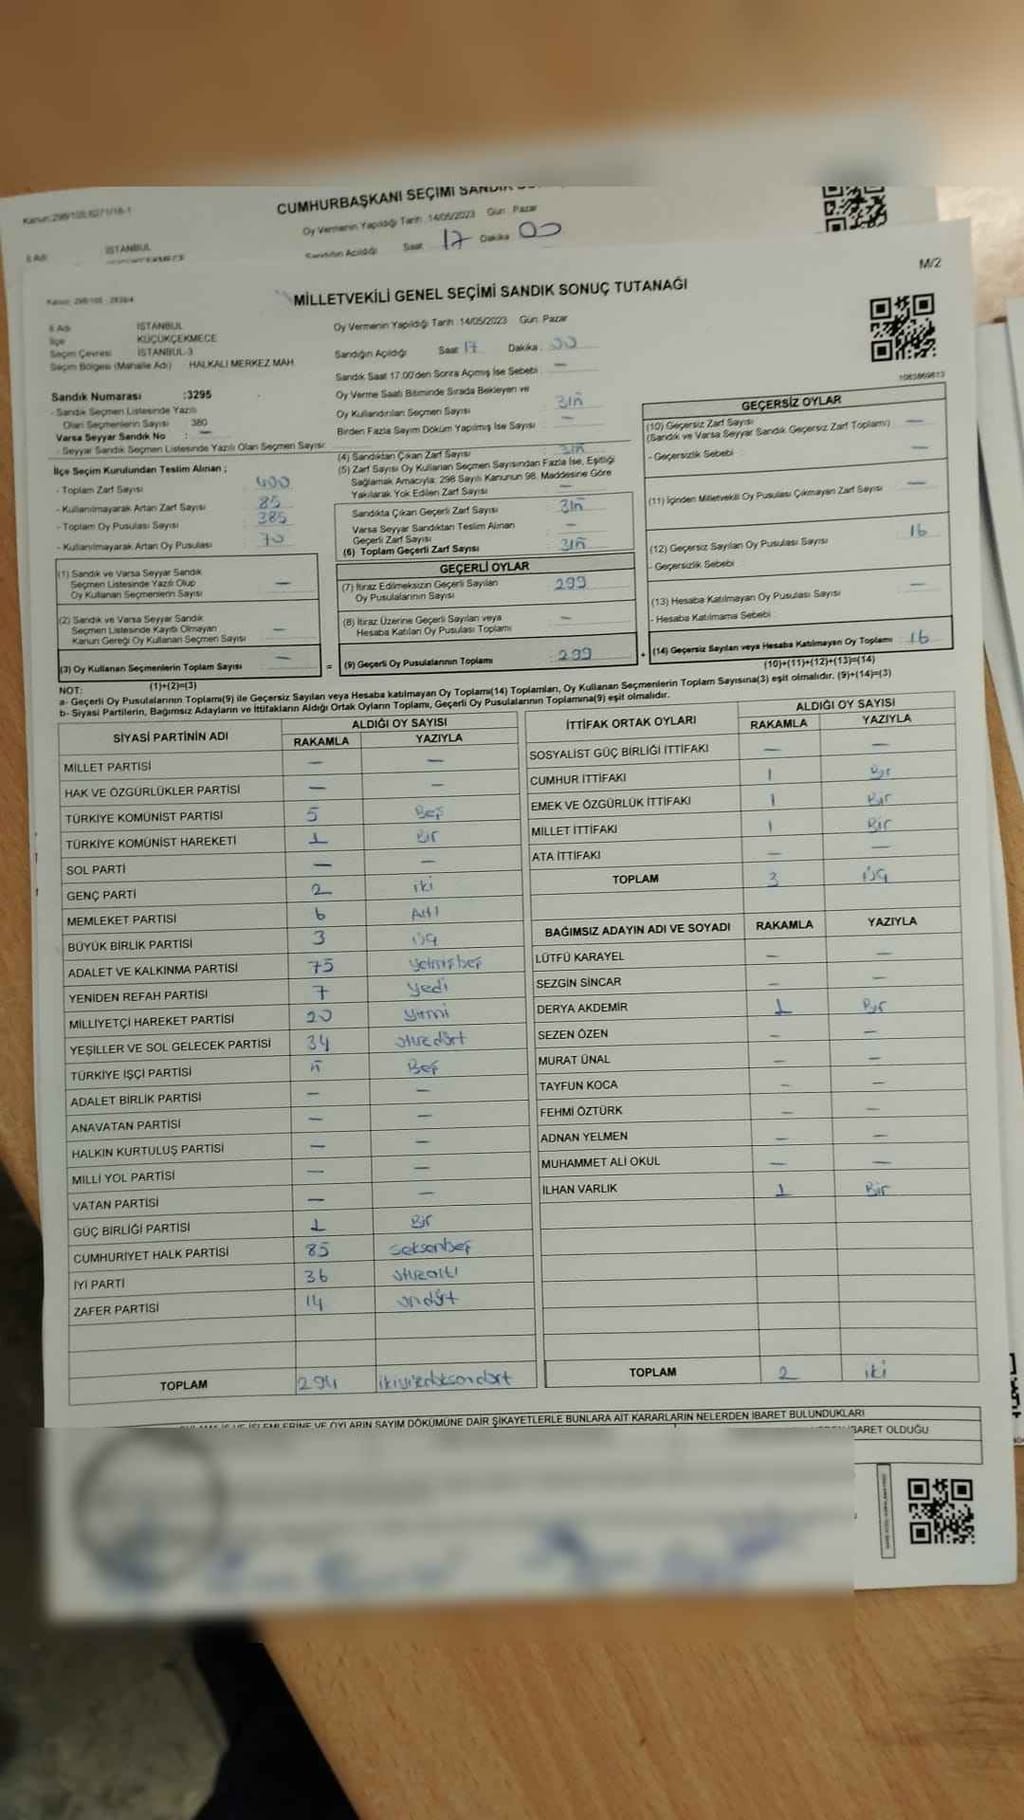 Kanun: 298/105, 6271/18-1
CUMHURBAŞKANI SEÇİMİ SANDIK
Oy Vermenin Yapıldığı Tarih :14/05/2023 Gün: Pazar
İli Adı İSTANBUL
Sandığın Açıldığı Saat 17 Dakika 00
M/2
MİLLETVEKİLİ GENEL SEÇİMİ SANDIK SONUÇ TUTANAĞI
İli Adı İSTANBUL
İlçe KÜÇÜKÇEKMECE
Seçim Çevresi İSTANBUL-3
Seçim Bölgesi (Mahalle Adı) HALKALI MERKEZ MAH.
Oy Vermenin Yapıldığı Tarih :14/05/2023 Gün: Pazar
Sandığın Açıldığı Saat 17 Dakika 00
Sandık Saat 17:00'den Sonra Açılmış İse Sebebi —
Oy Verme Saati Bitiminde Sırada Bekleyen ve
Oy Kullandırılan Seçmen Sayısı
Birden Fazla Sayım Döküm Yapılmış İse Sayısı —
1083869813
Sandık Numarası :3295
- Sandık Seçmen Listesinde Yazılı
Olan Seçmenlerin Sayısı 380
Varsa Seyyar Sandık No : —
- Seyyar Sandık Seçmen Listesinde Yazılı Olan Seçmen Sayısı:
İlçe Seçim Kurulundan Teslim Alınan ;
- Toplam Zarf Sayısı 400
- Kullanılmayarak Artan Zarf Sayısı 85
- Toplam Oy Pusulası Sayısı 385
- Kullanılmayarak Artan Oy Pusulası 70
(1) Sandık ve Varsa Seyyar Sandık
Seçmen Listesinde Yazılı Olup
Oy Kullanan Seçmenlerin Sayısı —
(2) Sandık ve Varsa Seyyar Sandık
Seçmen Listesinde Kayıtlı Olmayan
Kanun Gereği Oy Kullanan Seçmen Sayısı —
(3) Oy Kullanan Seçmenlerin Toplam Sayısı —
(1)+(2)=(3)
(4) Sandıktan Çıkan Zarf Sayısı
(5) Zarf Sayısı Oy Kullanan Seçmen Sayısından Fazla İse, Eşitliği
Sağlamak Amacıyla; 298 Sayılı Kanunun 98. Maddesine Göre
Yakılarak Yok Edilen Zarf Sayısı —
Sandıkta Çıkan Geçerli Zarf Sayısı
Varsa Seyyar Sandıktan Teslim Alınan
Geçerli Zarf Sayısı —
(6) Toplam Geçerli Zarf Sayısı
GEÇERLİ OYLAR
(7) İtiraz Edilmeksizin Geçerli Sayılan
Oy Pusulalarının Sayısı 299
(8) İtiraz Üzerine Geçerli Sayılan veya
Hesaba Katılan Oy Pusulası Toplamı —
= (9) Geçerli Oy Pusulalarının Toplamı 299
GEÇERSİZ OYLAR
(10) Geçersiz Zarf Sayısı
(Sandık ve Varsa Seyyar Sandık Geçersiz Zarf Toplamı) —
- Geçersizlik Sebebi —
(11) İçinden Milletvekili Oy Pusulası Çıkmayan Zarf Sayısı —
(12) Geçersiz Sayılan Oy Pusulası Sayısı 16
- Geçersizlik Sebebi:
(13) Hesaba Katılmayan Oy Pusulası Sayısı —
- Hesaba Katılmama Sebebi
+ (14) Geçersiz Sayılan veya Hesaba Katılmayan Oy Toplamı 16
(10)+(11)+(12)+(13)=(14)
NOT:
a- Geçerli Oy Pusulalarının Toplamı(9) ile Geçersiz Sayılan veya Hesaba katılmayan Oy Toplamı(14) Toplamları, Oy Kullanan Seçmenlerin Toplam Sayısına(3) eşit olmalıdır. (9)+(14)=(3)
b- Siyasi Partilerin, Bağımsız Adayların ve İttifakların Aldığı Ortak Oyların Toplamı, Geçerli Oy Pusulalarının Toplamına(9) eşit olmalıdır.
SİYASİ PARTİNİN ADI ALDIĞI OY SAYISI
RAKAMLA YAZIYLA
MİLLET PARTİSİ — —
HAK VE ÖZGÜRLÜKLER PARTİSİ — —
TÜRKİYE KOMÜNİST PARTİSİ 5 Beş
TÜRKİYE KOMÜNİST HAREKETİ 1 Bir
SOL PARTİ — —
GENÇ PARTİ 2 iki
MEMLEKET PARTİSİ 6 Altı
BÜYÜK BİRLİK PARTİSİ 3 üç
ADALET VE KALKINMA PARTİSİ 75 yetmişbeş
YENİDEN REFAH PARTİSİ 7 yedi
MİLLİYETÇİ HAREKET PARTİSİ 20 yirmi
YEŞİLLER VE SOL GELECEK PARTİSİ 34 otuzdört
TÜRKİYE İŞÇİ PARTİSİ Beş
ADALET BİRLİK PARTİSİ — —
ANAVATAN PARTİSİ — —
HALKIN KURTULUŞ PARTİSİ — —
MİLLİ YOL PARTİSİ — —
VATAN PARTİSİ — —
GÜÇ BİRLİĞİ PARTİSİ 1 Bir
CUMHURİYET HALK PARTİSİ 85 seksenbeş
İYİ PARTİ 36 otuzaltı
ZAFER PARTİSİ 14 ondört
TOPLAM 294 ikiyüzdoksandört
İTTİFAK ORTAK OYLARI ALDIĞI OY SAYISI
RAKAMLA YAZIYLA
SOSYALİST GÜÇ BİRLİĞİ İTTİFAKI — —
CUMHUR İTTİFAKI 1 Bir
EMEK VE ÖZGÜRLÜK İTTİFAKI 1 Bir
MİLLET İTTİFAKI 1 Bir
ATA İTTİFAKI — —
TOPLAM 3 üç
BAĞIMSIZ ADAYIN ADI VE SOYADI RAKAMLA YAZIYLA
LÜTFÜ KARAYEL — —
SEZGİN SİNCAR — —
DERYA AKDEMİR 1 Bir
SEZEN ÖZEN — —
MURAT ÜNAL — —
TAYFUN KOCA — —
FEHMİ ÖZTÜRK — —
ADNAN YELMEN — —
MUHAMMET ALİ OKUL — —
İLHAN VARLIK 1 Bir
TOPLAM 2 iki
İŞLEMLERİNE VE OYLARIN SAYIM DÖKÜMÜNE DAİR ŞİKAYETLERLE BUNLARA AİT KARARLARIN NELERDEN İBARET BULUNDUKLARI
İBARET OLDUĞU